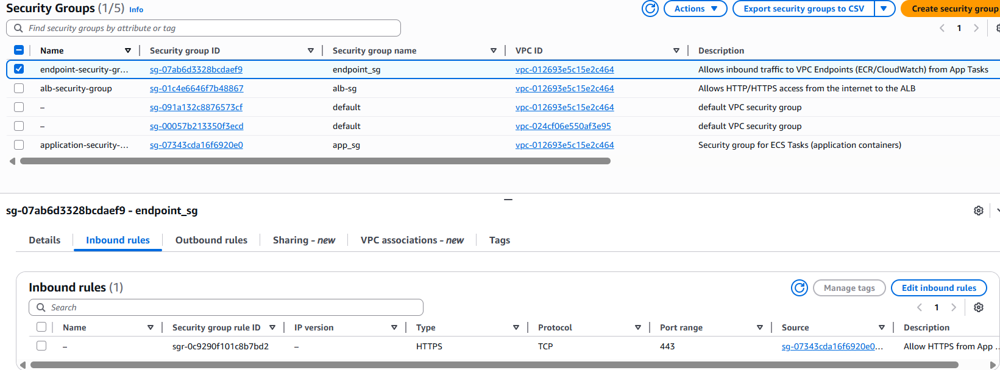 Security Groups (1/5) Info
Actions Export security groups to CSV Create security group
Find security groups by attribute or tag 1
Name Security group ID Security group name VPC ID Description
endpoint-security-gr... sg-07ab6d3328bcdaef9 endpoint_sg vpc-012693e5c15e2c464 Allows inbound traffic to VPC Endpoints (ECR/CloudWatch) from App Tasks
alb-security-group sg-01c4e6646f7b48867 alb-sg vpc-012693e5c15e2c464 Allows HTTP/HTTPS access from the internet to the ALB
– sg-091a132c8876573cf default vpc-012693e5c15e2c464 default VPC security group
– sg-00057b213350f3ecd default vpc-024cf06e550af3e95 default VPC security group
application-security-... sg-07343cda16f6920e0 app_sg vpc-012693e5c15e2c464 Security group for ECS Tasks (application containers)
sg-07ab6d3328bcdaef9 - endpoint_sg
Details Inbound rules Outbound rules Sharing - new VPC associations - new Tags
Inbound rules (1)
Manage tags Edit inbound rules
Search 1
Name Security group rule ID IP version Type Protocol Port range Source Description
– sgr-0c9290f101c8b7bd2 – HTTPS TCP 443 sg-07343cda16f6920e0... Allow HTTPS from App ...